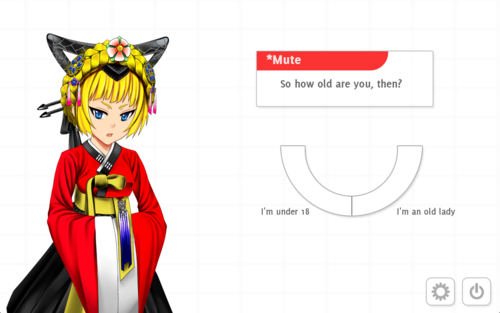 *Mute
So how old are you, then?
I'm under 18
I'm an old lady